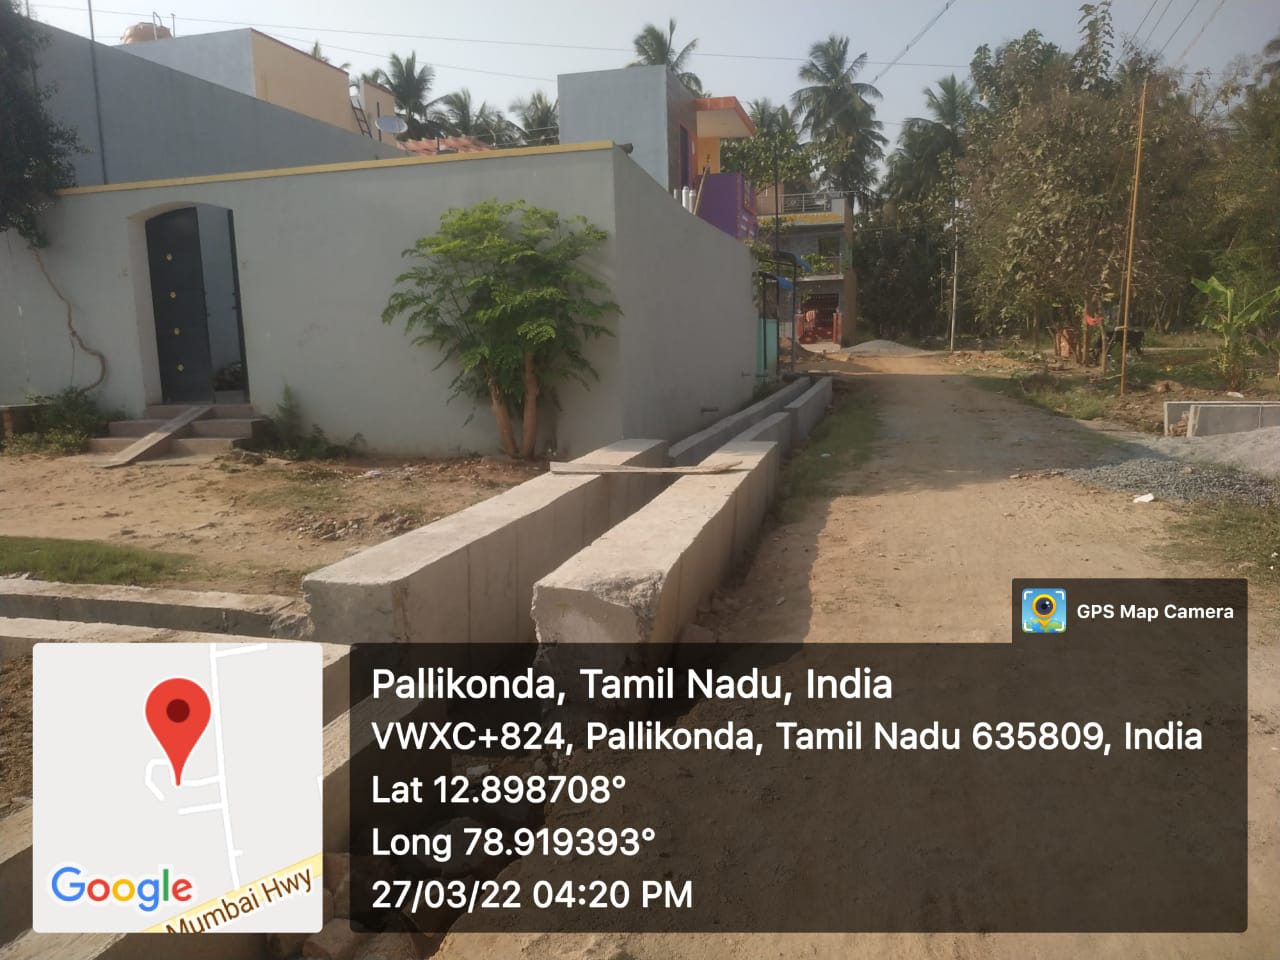 GPS Map Camera
Pallikonda, Tamil Nadu, India
VWXC+824, Pallikonda, Tamil Nadu 635809, India
Lat 12.898708°
Long 78.919393°
27/03/22 04:20 PM
Google
Mumbai Hwy